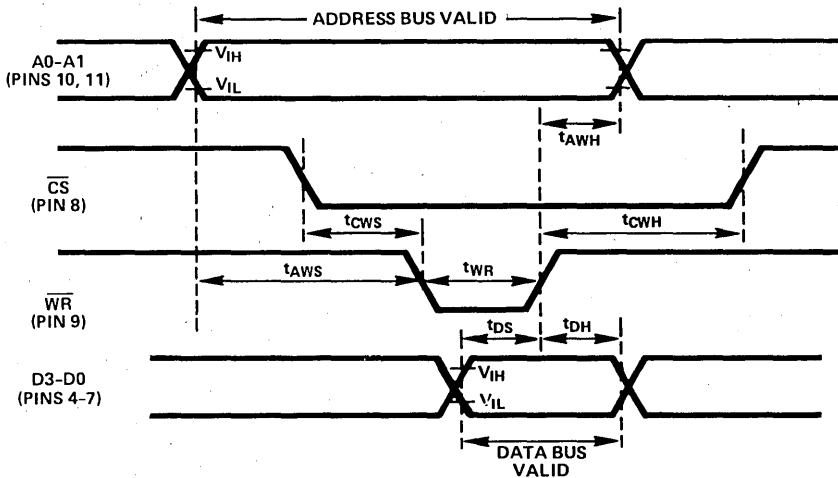 ADDRESS BUS VALID
A0–A1
(PINS 10, 11)
VIH
VIL
tAWH
CS
(PIN 8)
tCWS
tCWH
tAWS
tWR
WR
(PIN 9)
tDS
tDH
D3–D0
(PINS 4–7)
VIH
VIL
DATA BUS
VALID